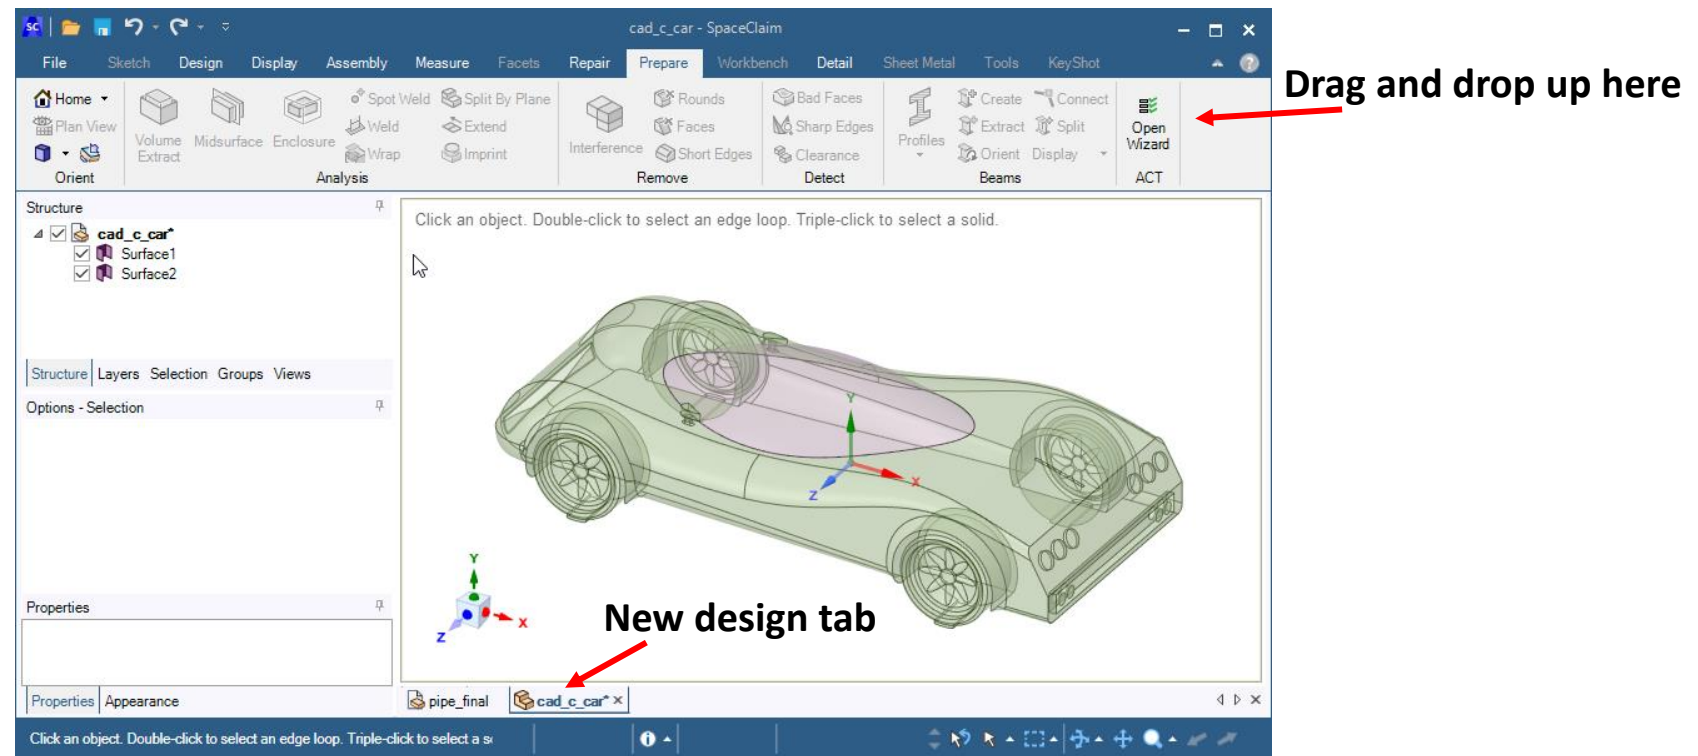 SC
cad_c_car - SpaceClaim
File Sketch Design Display Assembly Measure Facets Repair Prepare Workbench Detail Sheet Metal Tools KeyShot
Drag and drop up here
Home
Plan View
Orient
Volume Extract
Midsurface
Enclosure
Spot Weld
Weld
Wrap
Split By Plane
Extend
Imprint
Analysis
Interference
Rounds
Faces
Short Edges
Remove
Bad Faces
Sharp Edges
Clearance
Detect
Profiles
Create
Extract
Orient
Connect
Split
Display
Beams
Open
Wizard
ACT
Structure
cad_c_car*
Surface1
Surface2
Structure Layers Selection Groups Views
Options - Selection
Properties
Properties Appearance
Click an object. Double-click to select an edge loop. Triple-click to select a solid.
Y
X
Z
Y
X
Z
New design tab
pipe_final cad_c_car*
Click an object. Double-click to select an edge loop. Triple-click to select a s